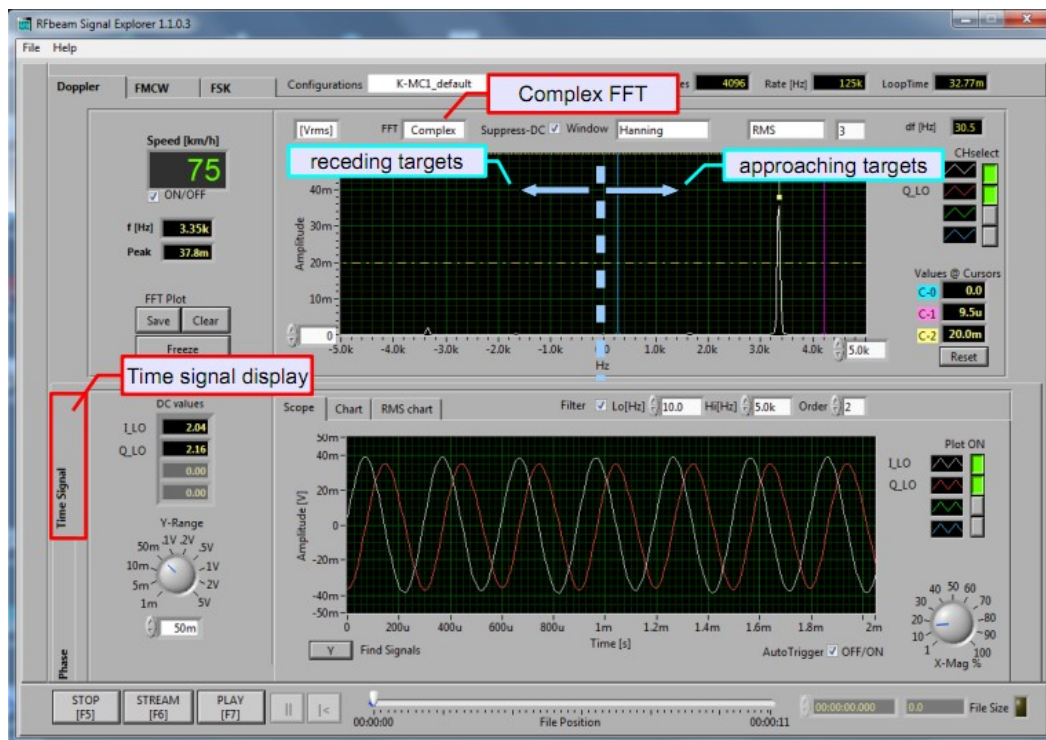 RFbeam Signal Explorer 1.1.0.3
File Help
Doppler FMCW FSK
Configurations K-MC1_default
4096 Rate [Hz] 125k LoopTime 32.77m
Complex FFT
[Vrms] FFT Complex Suppress-DC Window Hanning RMS 3 df [Hz] 30.5
Speed [km/h]
75
ON/OFF
f [Hz] 3.35k
Peak 37.8m
FFT Plot
Save Clear
Freeze
receding targets
approaching targets
Amplitude
40m
30m
20m
10m
0
-5.0k -4.0k -3.0k -2.0k -1.0k 0 1.0k 2.0k 3.0k 4.0k 5.0k
Hz
CHselect
Q_LO
Values @ Cursors
C-0 0.0
C-1 9.5u
C-2 20.0m
Reset
Time signal display
Time Signal
Phase
DC values
I_LO 2.04
Q_LO 2.16
0.00
0.00
Y-Range
50m .1V .2V .5V
10m 1V
5m 2V
1m 5V
50m
Scope Chart RMS chart
Filter Lo[Hz] 10.0 Hi[Hz] 5.0k Order 2
Amplitude [V]
50m
40m
20m
0
-20m
-40m
-50m
0 200u 400u 600u 800u 1m 1.2m 1.4m 1.6m 1.8m 2m
Time [s]
Y Find Signals
AutoTrigger OFF/ON
Plot ON
I_LO
Q_LO
40 50 60
30 70
20 80
10 90
1 100
X-Mag %
STOP [F5]
STREAM [F6]
PLAY [F7]
00:00:00 File Position 00:00:11
00:00:00.000 0.0 File Size